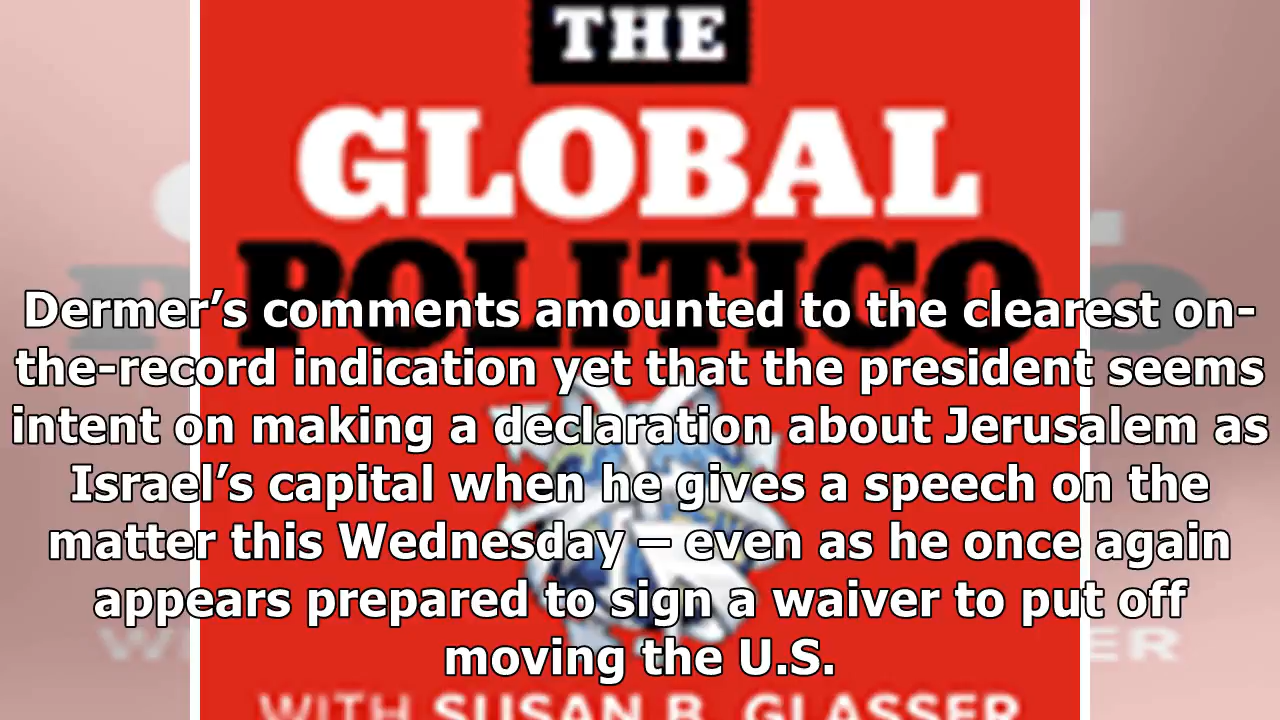 THE
GLOBAL
POLITICO
Dermer’s comments amounted to the clearest on-
the-record indication yet that the president seems
intent on making a declaration about Jerusalem as
Israel’s capital when he gives a speech on the
matter this Wednesday – even as he once again
appears prepared to sign a waiver to put off
moving the U.S.
WITH SUSAN B. GLASSER